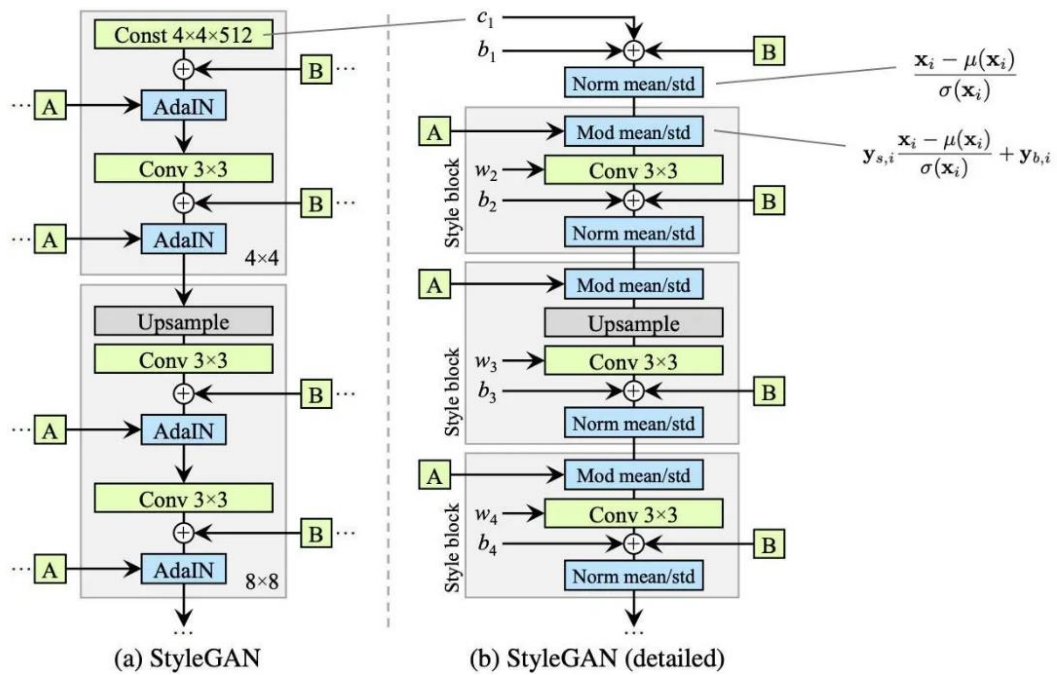 Const 4×4×512
B ...
... A
AdaIN
Conv 3×3
B ...
... A
AdaIN
4×4
Upsample
Conv 3×3
B ...
... A
AdaIN
Conv 3×3
B ...
... A
AdaIN
8×8
...
(a) StyleGAN
c₁
b₁
B
Norm mean/std
A
Mod mean/std
w₂
Conv 3×3
b₂
B
Norm mean/std
Style block
A
Mod mean/std
Upsample
w₃
Conv 3×3
b₃
B
Norm mean/std
Style block
A
Mod mean/std
w₄
Conv 3×3
b₄
B
Norm mean/std
Style block
...
(b) StyleGAN (detailed)
xᵢ − μ(xᵢ)
σ(xᵢ)
y_{s,i} xᵢ − μ(xᵢ) + y_{b,i}
σ(xᵢ)